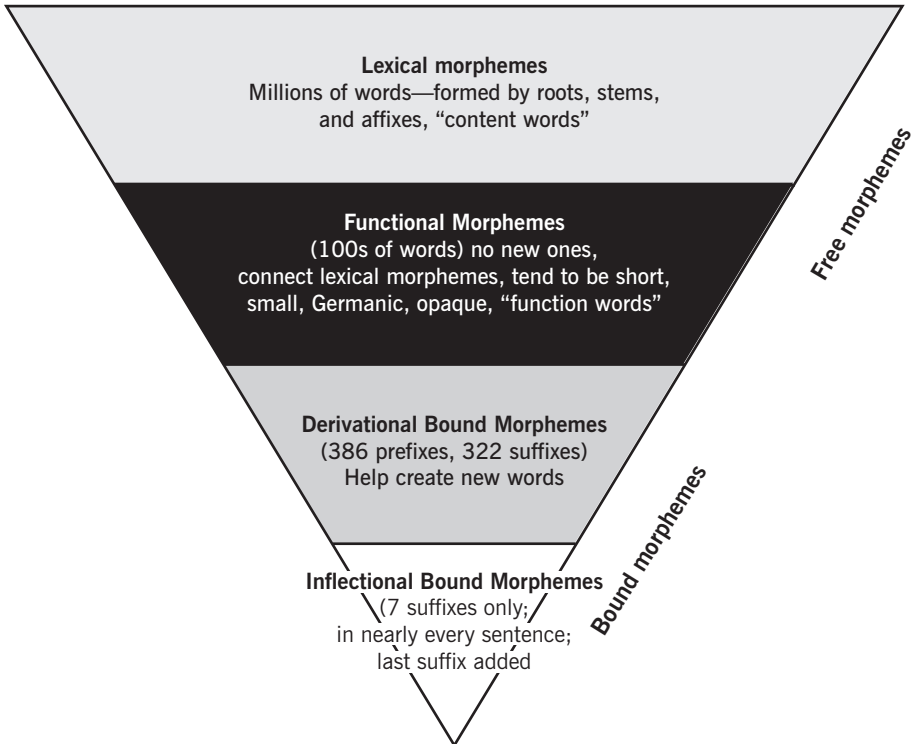 Lexical morphemes
Millions of words—formed by roots, stems,
and affixes, “content words”
Functional Morphemes
(100s of words) no new ones,
connect lexical morphemes, tend to be short,
small, Germanic, opaque, “function words”
Free morphemes
Derivational Bound Morphemes
(386 prefixes, 322 suffixes)
Help create new words
Inflectional Bound Morphemes
(7 suffixes only;
in nearly every sentence;
last suffix added
Bound morphemes